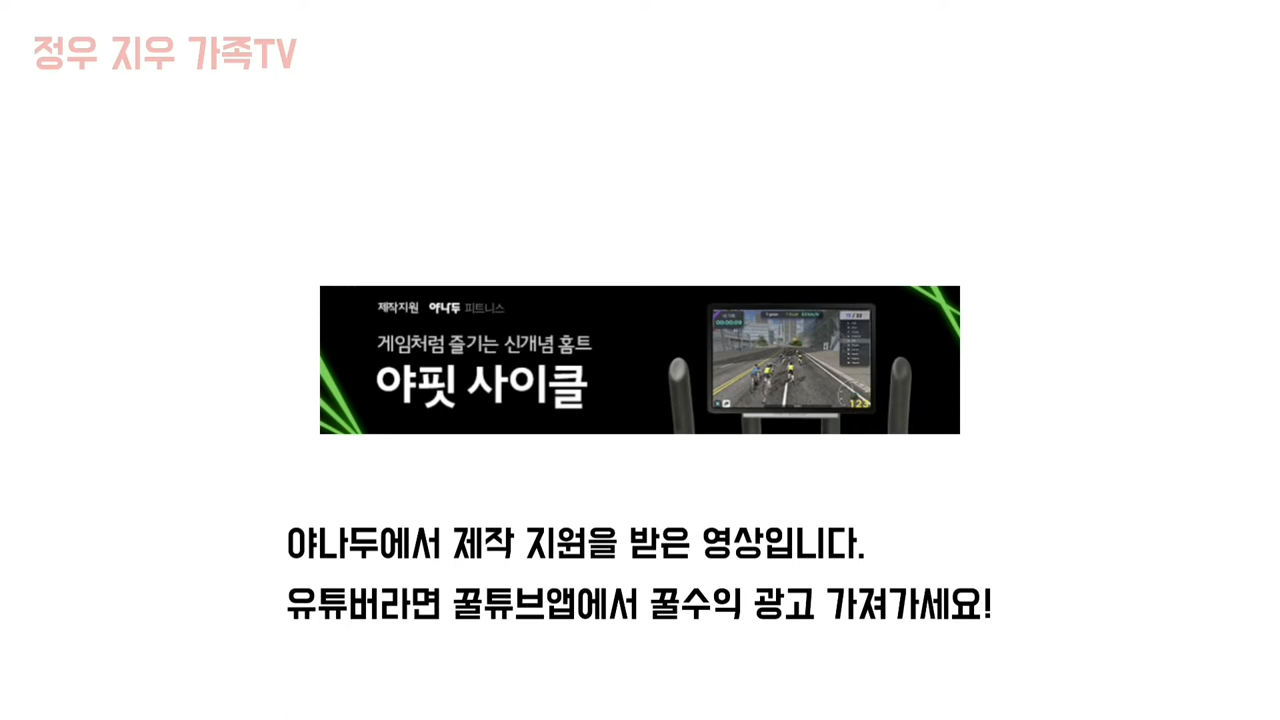 정우 지우 가족TV
제작지원 야나두 피트니스
게임처럼 즐기는 신개념 홈트
야핏 사이클
123
야나두에서 제작 지원을 받은 영상입니다.
유튜버라면 꿀튜브앱에서 꿀수익 광고 가져가세요!